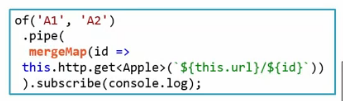 of('A1', 'A2')
.pipe(
mergeMap(id =>
this.http.get<Apple>(`${this.url}/${id}`))
).subscribe(console.log);